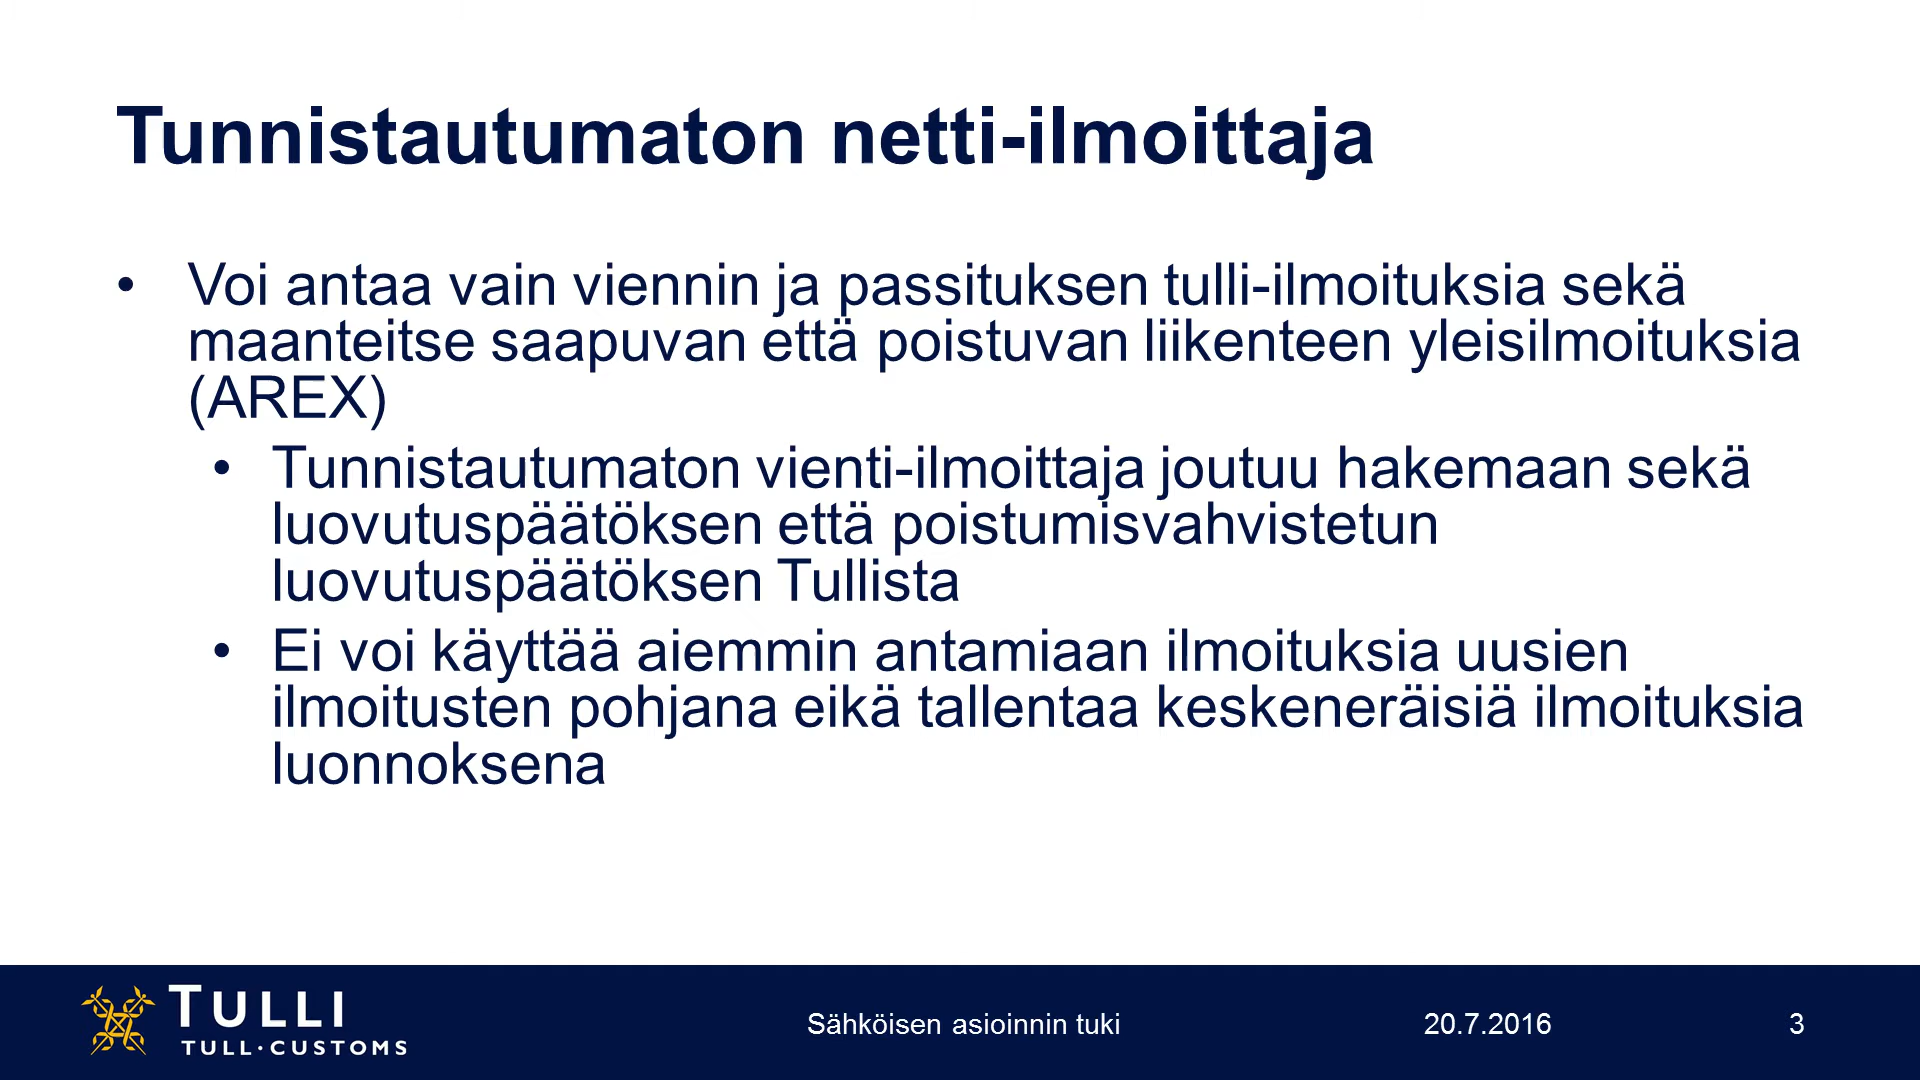 Tunnistautumaton netti-ilmoittaja
• Voi antaa vain viennin ja passituksen tulli-ilmoituksia sekä
maanteitse saapuvan että poistuvan liikenteen yleisilmoituksia
(AREX)
• Tunnistautumaton vienti-ilmoittaja joutuu hakemaan sekä
luovutuspäätöksen että poistumisvahvistetun
luovutuspäätöksen Tullista
• Ei voi käyttää aiemmin antamiaan ilmoituksia uusien
ilmoitusten pohjana eikä tallentaa keskeneräisiä ilmoituksia
luonnoksena
TULLI
TULL·CUSTOMS
Sähköisen asioinnin tuki
20.7.2016
3